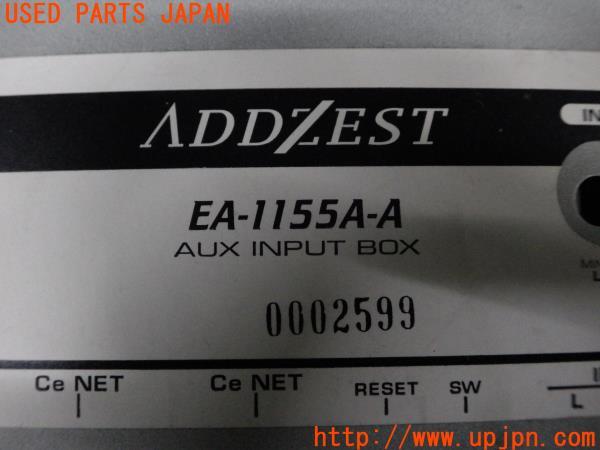 USED PARTS JAPAN
ADDZEST
IN
EA-1155A-A
AUX INPUT BOX
0002599
Ce NET
Ce NET
RESET
SW
L
http://www.upjpn.com